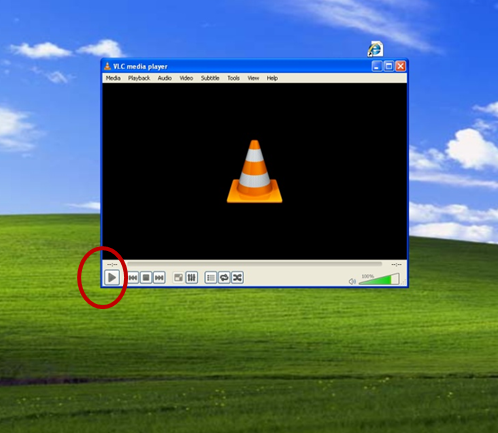 VLC media player
Media Playback Audio Video Subtitle Tools View Help
--:-- --:--
100%